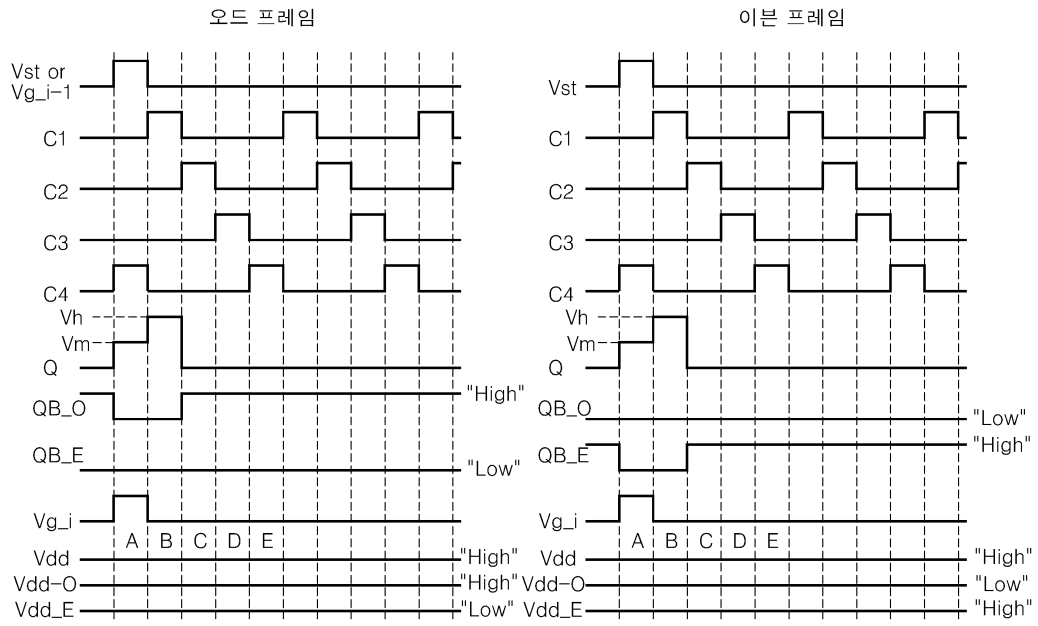 오드 프레임
Vst or
Vg_i-1
C1
C2
C3
C4
Vh
Vm
Q
QB_O
"High"
QB_E
"Low"
Vg_i
A B C D E
Vdd
"High"
Vdd-O
"High"
Vdd_E
"Low"
이븐 프레임
Vst
C1
C2
C3
C4
Vh
Vm
Q
QB_O
"Low"
QB_E
"High"
Vg_i
A B C D E
Vdd
"High"
Vdd-O
"Low"
Vdd_E
"High"